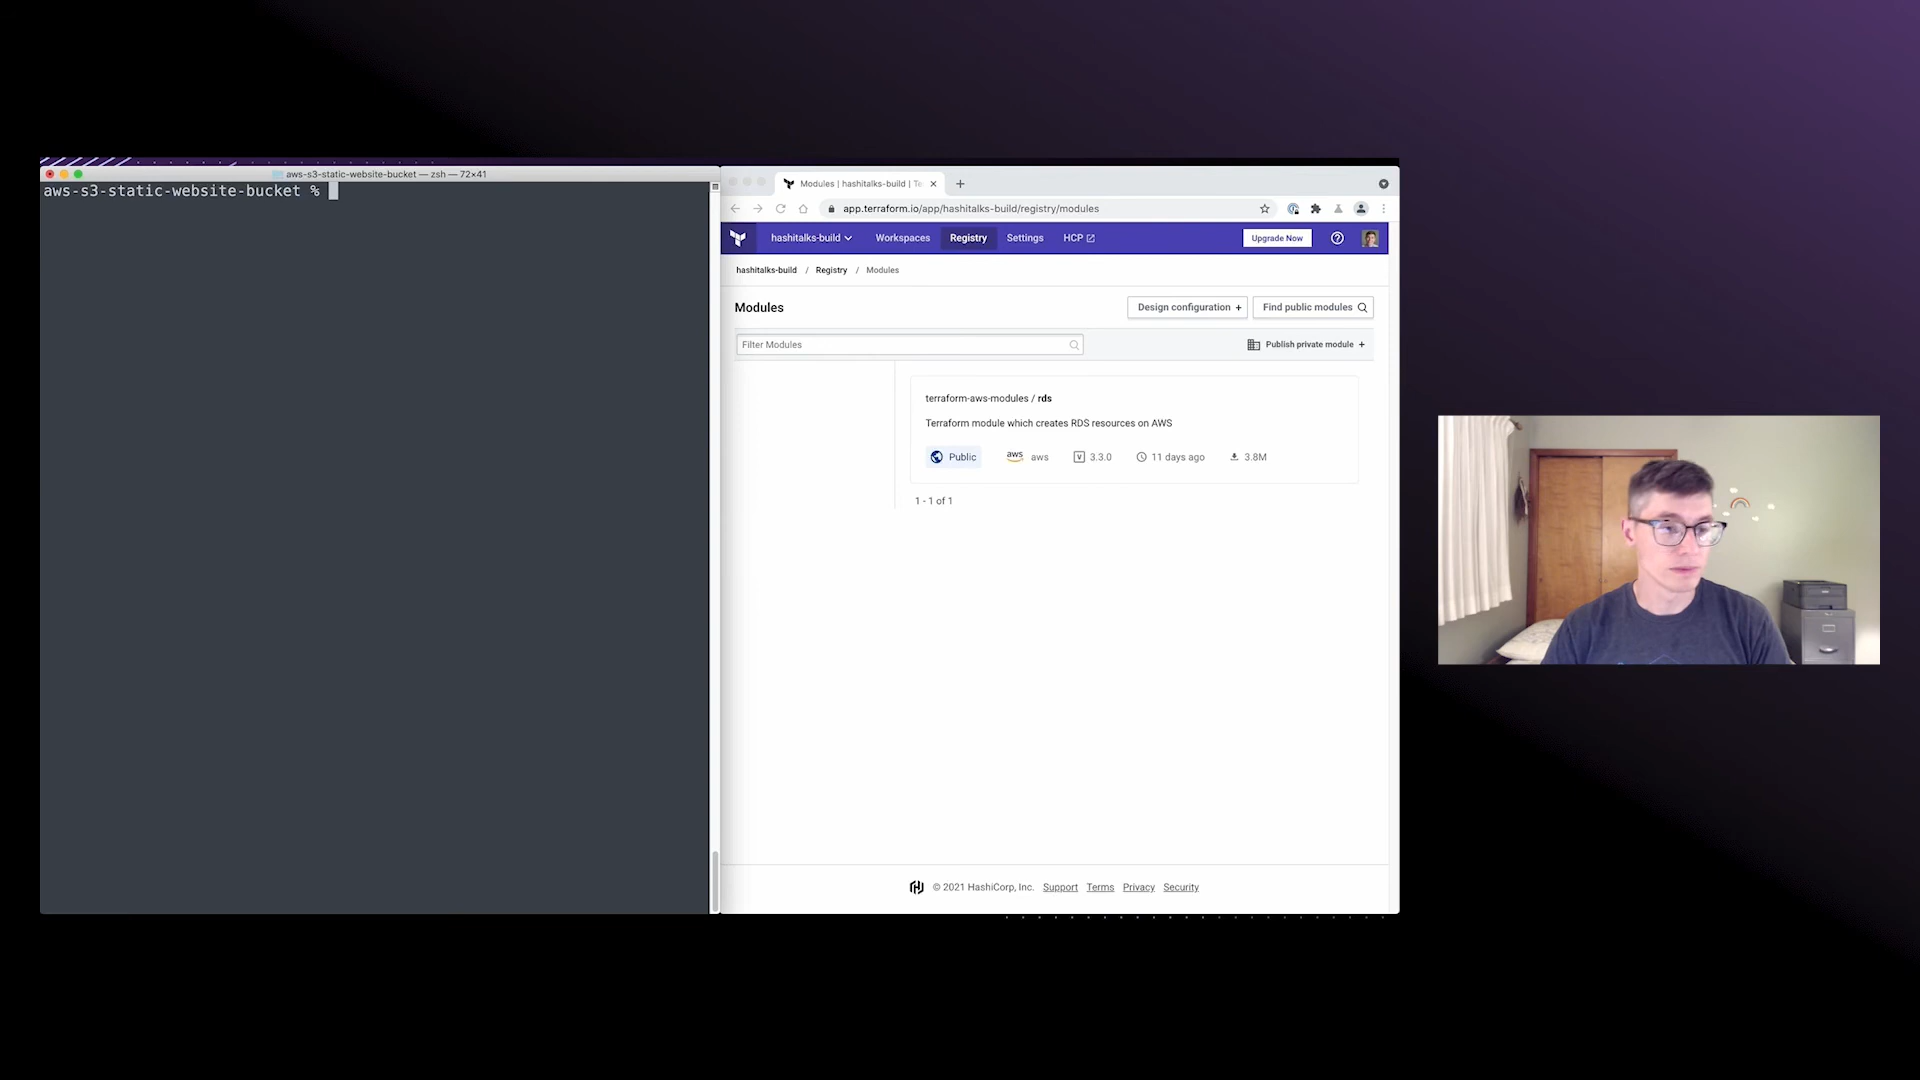 aws-s3-static-website-bucket — zsh — 72×41
aws-s3-static-website-bucket %
Modules | hashitalks-build | Te
app.terraform.io/app/hashitalks-build/registry/modules
hashitalks-build Workspaces Registry Settings HCP Upgrade Now
hashitalks-build / Registry / Modules
Modules Design configuration + Find public modules
Filter Modules Publish private module +
terraform-aws-modules / rds
Terraform module which creates RDS resources on AWS
Public aws aws V 3.3.0 11 days ago 3.8M
1 - 1 of 1
© 2021 HashiCorp, Inc. Support Terms Privacy Security